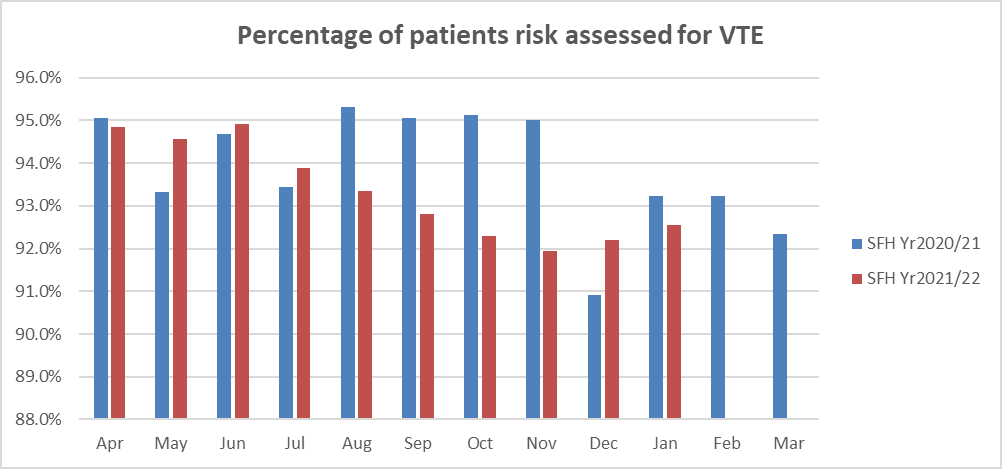 Percentage of patients risk assessed for VTE
96.0%
95.0%
94.0%
93.0%
92.0%
91.0%
90.0%
89.0%
88.0%
Apr May Jun Jul Aug Sep Oct Nov Dec Jan Feb Mar
SFH Yr2020/21
SFH Yr2021/22